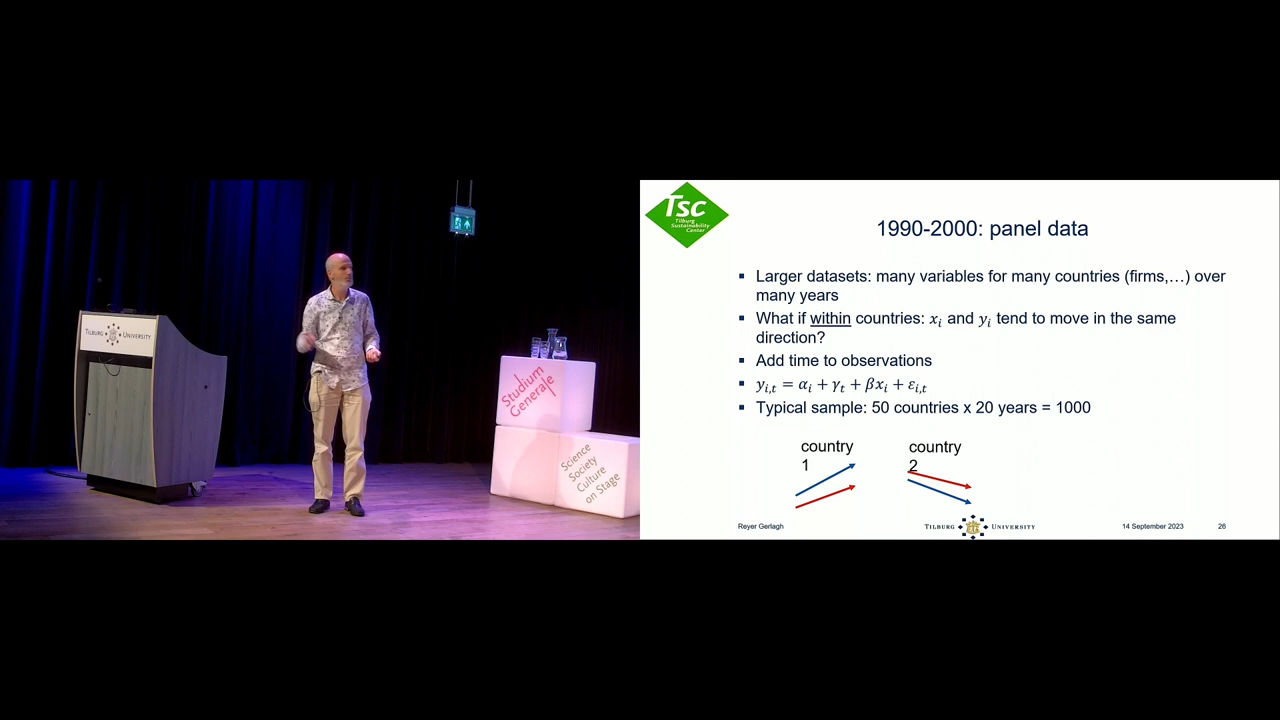 TILBURG UNIVERSITY
Studium
Generale
Science
Society
Culture
on Stage
Tsc
Tilburg
Sustainability
Center
1990-2000: panel data
▪ Larger datasets: many variables for many countries (firms,…) over
many years
▪ What if within countries: xᵢ and yᵢ tend to move in the same
direction?
▪ Add time to observations
▪ yᵢ,ₜ = αᵢ + γₜ + βxᵢ + εᵢ,ₜ
▪ Typical sample: 50 countries x 20 years = 1000
country
1
country
2
Reyer Gerlagh
TILBURG UNIVERSITY
14 September 2023
26